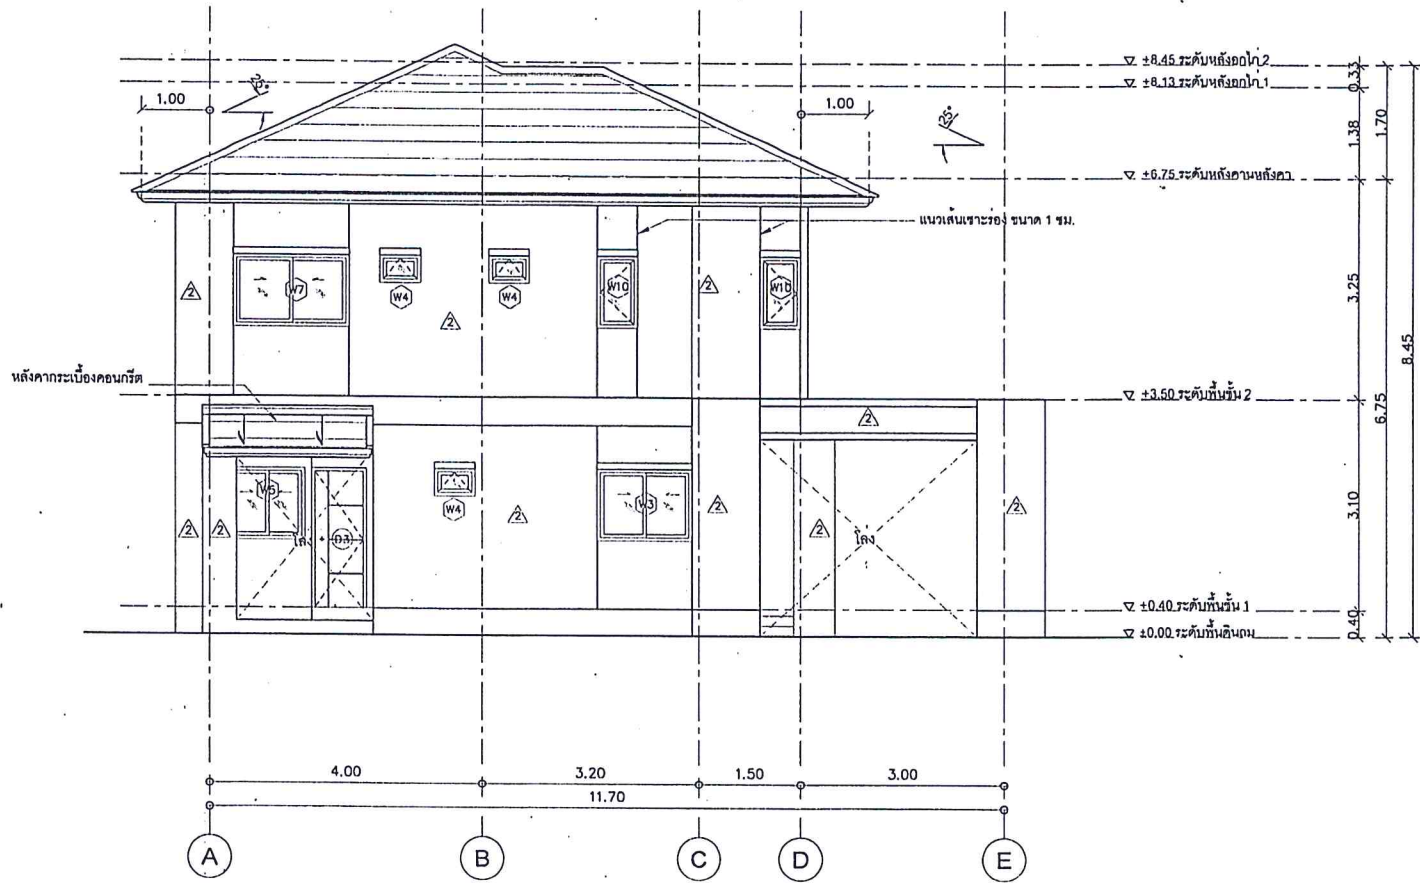 ±8.45 ระดับหลังอกไก่ 2
±8.13 ระดับหลังอกไก่ 1
0.33
25°
1.00
1.00
25°
1.38
1.70
±6.75 ระดับหลังอานหลังคา
แนวเส้นเซาะร่อง ขนาด 1 ซม.
2
W7
W4
W4
W10
2
W10
3.25
2
8.45
หลังคากระเบื้องคอนกรีต
+3.50 ระดับพื้นชั้น 2
6.75
2
W5
W4
W3
2
2
3.10
2
2
2
2
โล่ง
D3
โล่ง
±0.40 ระดับพื้นชั้น 1
0.40
±0.00 ระดับพื้นดินถม
4.00
3.20
1.50
3.00
11.70
A
B
C
D
E